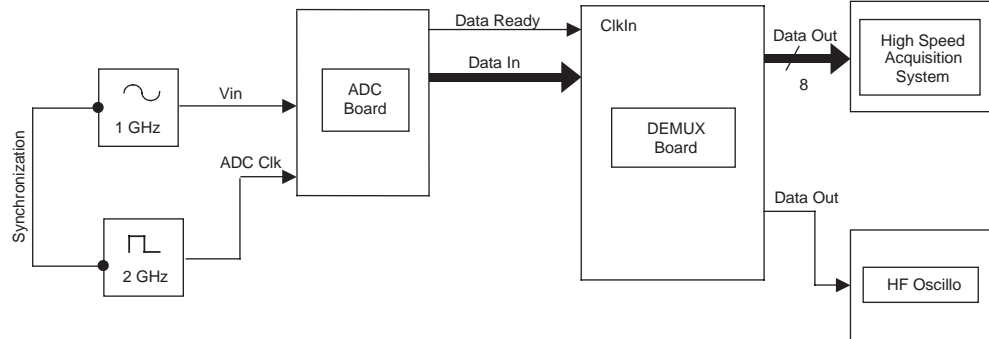 Data Ready
ClkIn
Data Out
High Speed
Acquisition
System
Data In
8
ADC
Board
Vin
1 GHz
DEMUX
Board
ADC Clk
Synchronization
Data Out
2 GHz
HF Oscillo